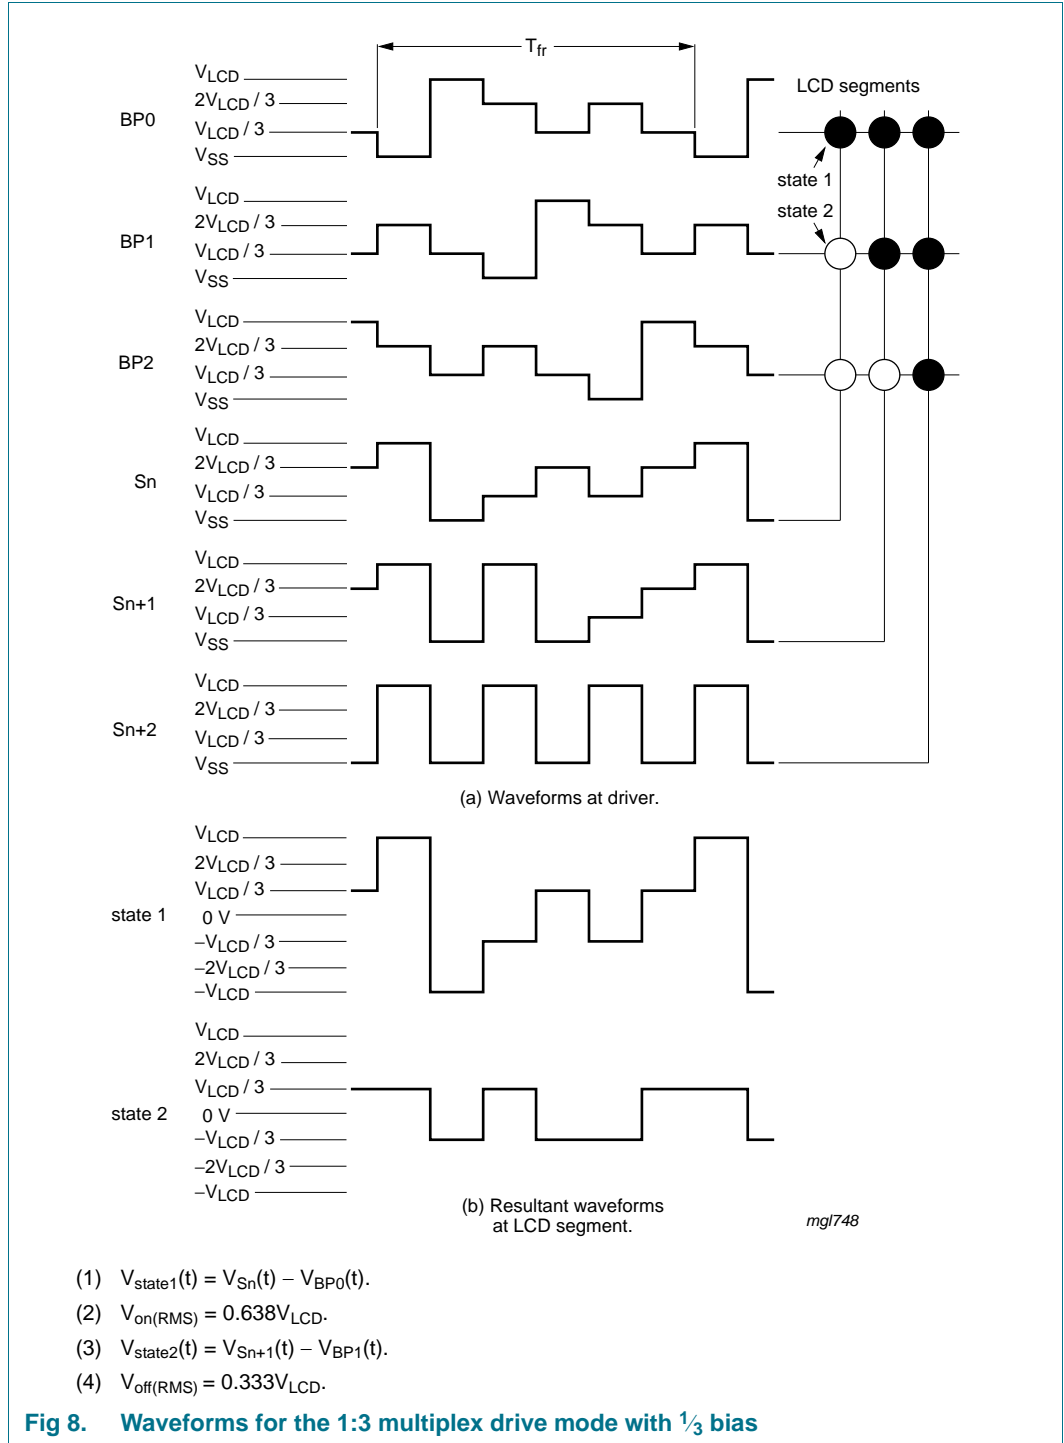 Tfr
VLCD
2VLCD / 3
BP0
VLCD / 3
VSS
LCD segments
state 1
state 2
VLCD
2VLCD / 3
BP1
VLCD / 3
VSS
VLCD
2VLCD / 3
BP2
VLCD / 3
VSS
VLCD
2VLCD / 3
Sn
VLCD / 3
VSS
VLCD
2VLCD / 3
Sn+1
VLCD / 3
VSS
VLCD
2VLCD / 3
Sn+2
VLCD / 3
VSS
(a) Waveforms at driver.
VLCD
2VLCD / 3
VLCD / 3
state 1
0 V
−VLCD / 3
−2VLCD / 3
−VLCD
VLCD
2VLCD / 3
VLCD / 3
state 2
0 V
−VLCD / 3
−2VLCD / 3
−VLCD
(b) Resultant waveforms
at LCD segment.
mgl748
(1) Vstate1(t) = VSn(t) − VBP0(t).
(2) Von(RMS) = 0.638VLCD.
(3) Vstate2(t) = VSn+1(t) − VBP1(t).
(4) Voff(RMS) = 0.333VLCD.
Fig 8. Waveforms for the 1:3 multiplex drive mode with 1⁄3 bias